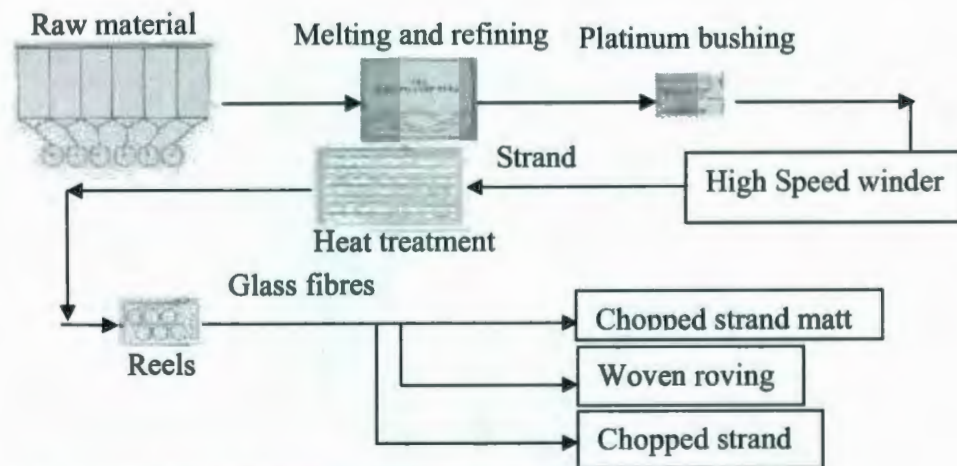 Raw material
Melting and refining
Platinum bushing
Strand
High Speed winder
Heat treatment
Glass fibres
Chopped strand matt
Reels
Woven roving
Chopped strand